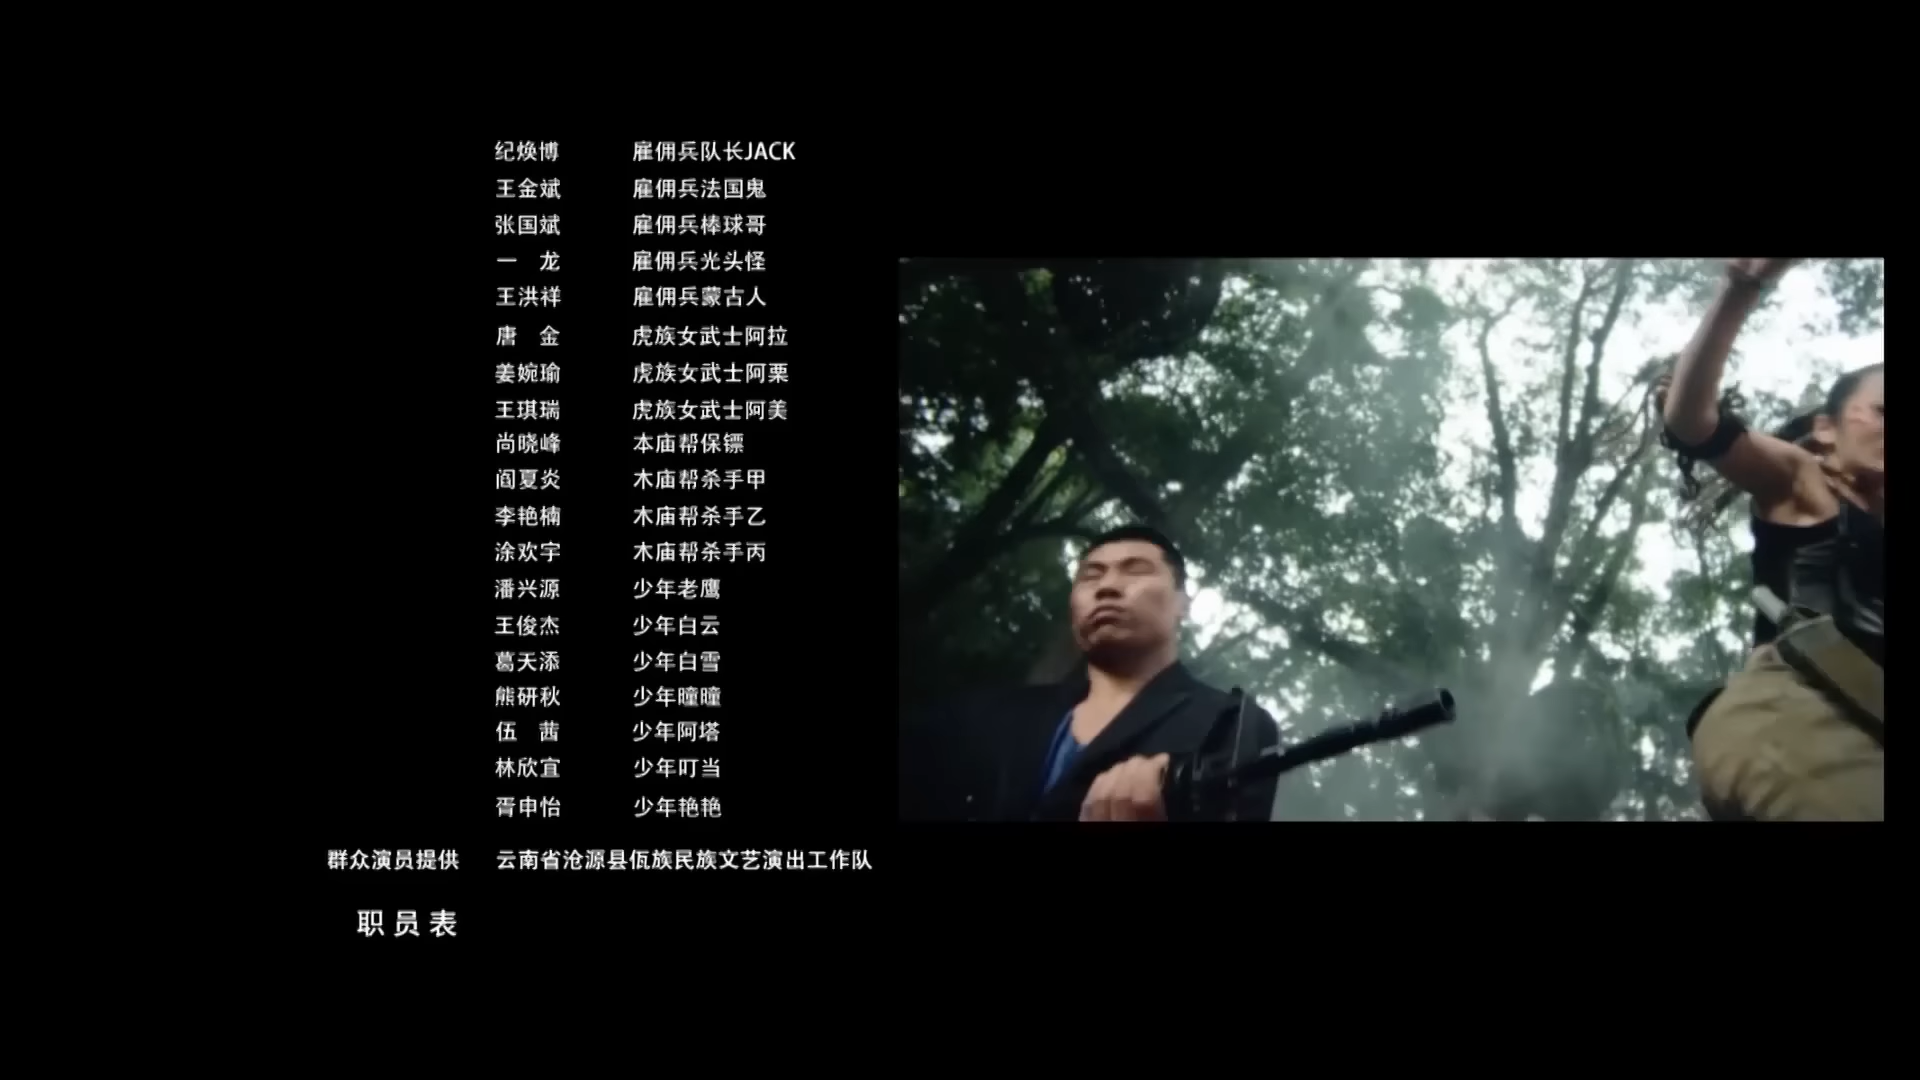 纪焕博 雇佣兵队长JACK
王金斌 雇佣兵法国鬼
张国斌 雇佣兵棒球哥
一 龙 雇佣兵光头怪
王洪祥 雇佣兵蒙古人
唐 金 虎族女武士阿拉
姜婉瑜 虎族女武士阿栗
王琪瑞 虎族女武士阿美
尚晓峰 本庙帮保镖
阎夏炎 木庙帮杀手甲
李艳楠 木庙帮杀手乙
涂欢宇 木庙帮杀手丙
潘兴源 少年老鹰
王俊杰 少年白云
葛天添 少年白雪
熊研秋 少年瞳瞳
伍 茜 少年阿塔
林欣宜 少年叮当
胥申怡 少年艳艳
群众演员提供 云南省沧源县佤族民族文艺演出工作队
职员表